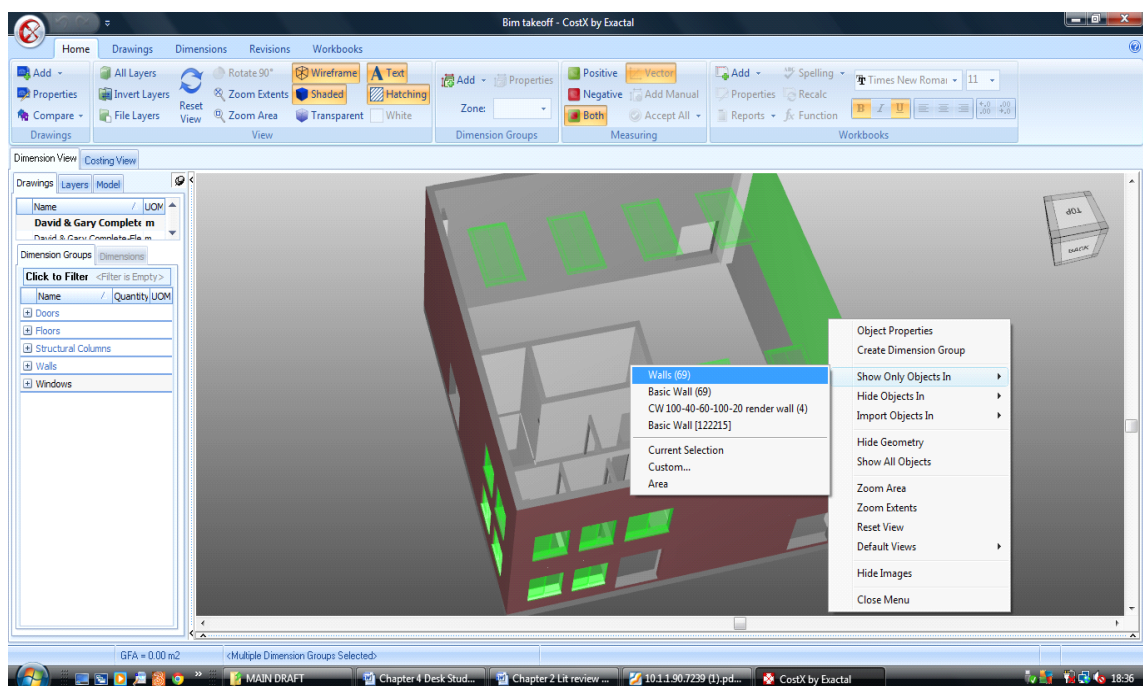 Bim takeoff - CostX by Exactal
Home Drawings Dimensions Revisions Workbooks
Add
Properties
Compare
Drawings
All Layers
Invert Layers
File Layers
Reset View
Rotate 90°
Zoom Extents
Zoom Area
Wireframe
Shaded
Transparent
Text
Hatching
White
View
Add Properties
Zone:
Dimension Groups
Positive
Negative
Both
Vector
Add Manual
Accept All
Measuring
Add
Properties
Reports
Spelling
Recalc
Function
Times New Romai 11
B I U
Workbooks
Dimension View Costing View
Drawings Layers Model
Name UOM
David & Gary Complete m
David & Gary Complete-Ele m
Dimension Groups Dimensions
Click to Filter <Filter is Empty>
Name Quantity UOM
Doors
Floors
Structural Columns
Walls
Windows
TOP
BACK
Object Properties
Create Dimension Group
Show Only Objects In
Hide Objects In
Import Objects In
Hide Geometry
Show All Objects
Zoom Area
Zoom Extents
Reset View
Default Views
Hide Images
Close Menu
Walls (69)
Basic Wall (69)
CW 100-40-60-100-20 render wall (4)
Basic Wall [122215]
Current Selection
Custom...
Area
GFA = 0.00 m2 <Multiple Dimension Groups Selected>
MAIN DRAFT Chapter 4 Desk Stud... Chapter 2 Lit review ... 10.1.1.90.7239 (1).pd... CostX by Exactal 18:36